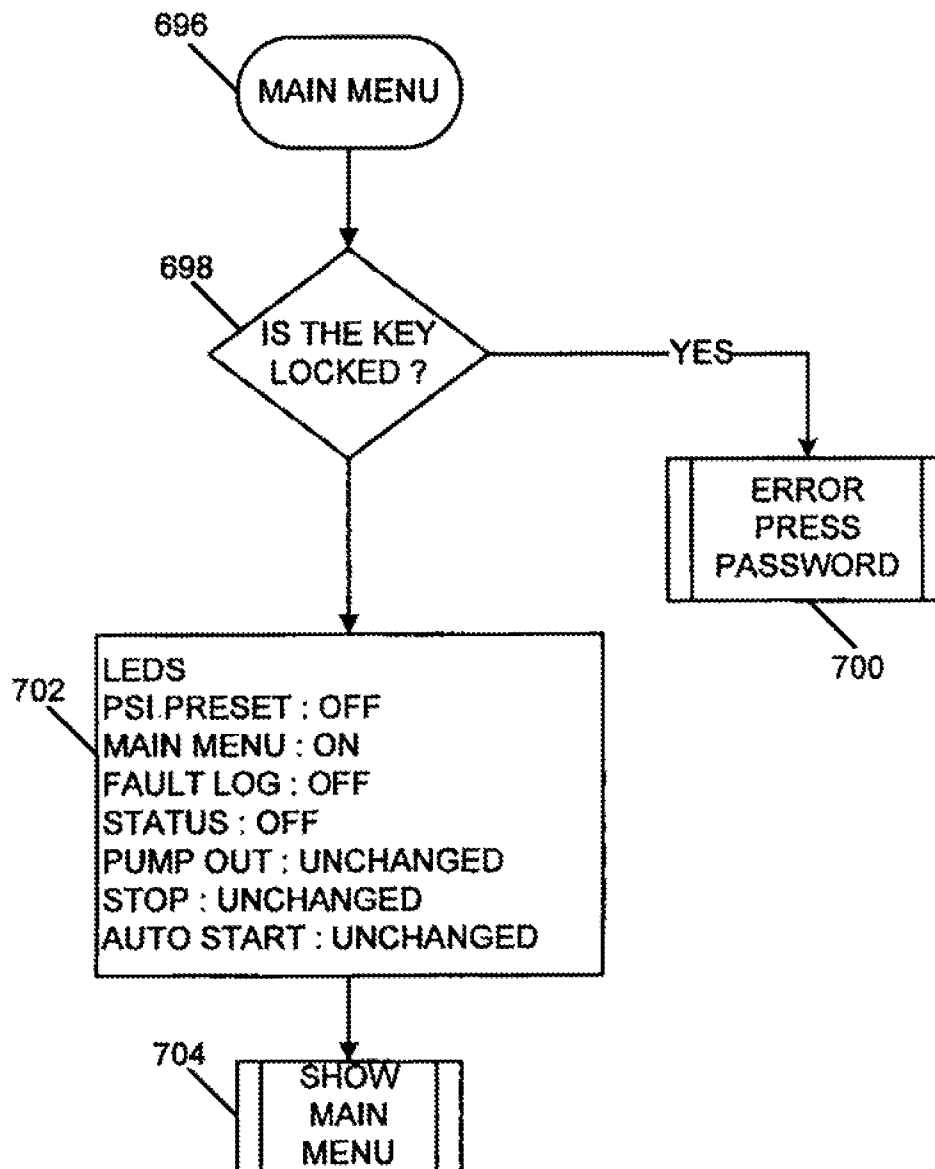 696
MAIN MENU
698
IS THE KEY
LOCKED ?
YES
ERROR
PRESS
PASSWORD
700
702
LEDS
PSI PRESET : OFF
MAIN MENU : ON
FAULT LOG : OFF
STATUS : OFF
PUMP OUT : UNCHANGED
STOP : UNCHANGED
AUTO START : UNCHANGED
704
SHOW
MAIN
MENU